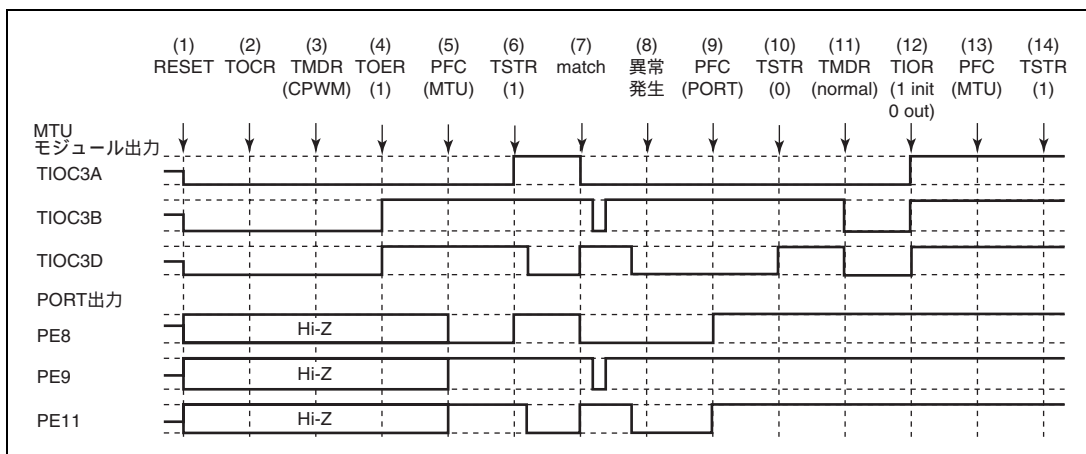 (1) (2) (3) (4) (5) (6) (7) (8) (9) (10) (11) (12) (13) (14)
RESET TOCR TMDR TOER PFC TSTR match 異常 PFC TSTR TMDR TIOR PFC TSTR
(CPWM) (1) (MTU) (1) 発生 (PORT) (0) (normal) (1 init (MTU) (1)
0 out)
MTU
モジュール出力
TIOC3A
TIOC3B
TIOC3D
PORT出力
PE8 Hi-Z
PE9 Hi-Z
PE11 Hi-Z